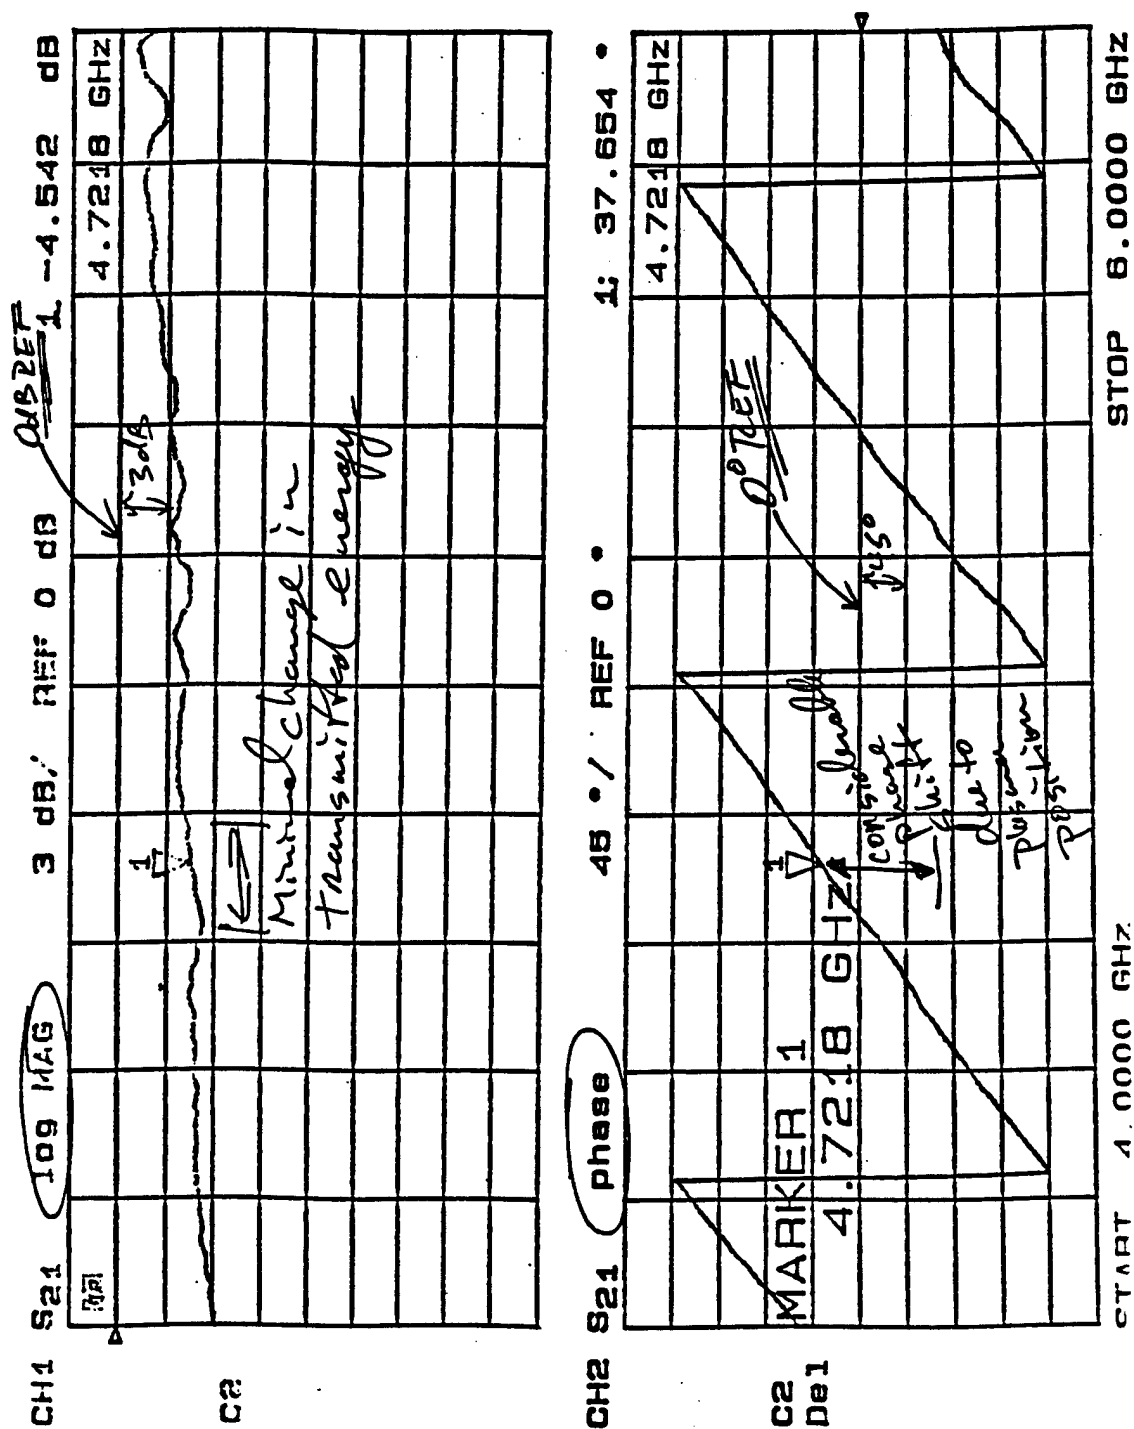 CH1 S21 log MAG 3 dB/ REF 0 dB 1 -4.542 dB
0dB REF
4.7218 GHz
3dB
1
C2
Minimal change in
transmitted energy
CH2 S21 phase 45 °/ REF 0 ° 1: 37.654 °
4.7218 GHz
0° REF
45°
1
C2
Del
MARKER 1
4.7218 GHz
considerable
phase
shift
due to
plasma
position
START 4.0000 GHz STOP 6.0000 GHz